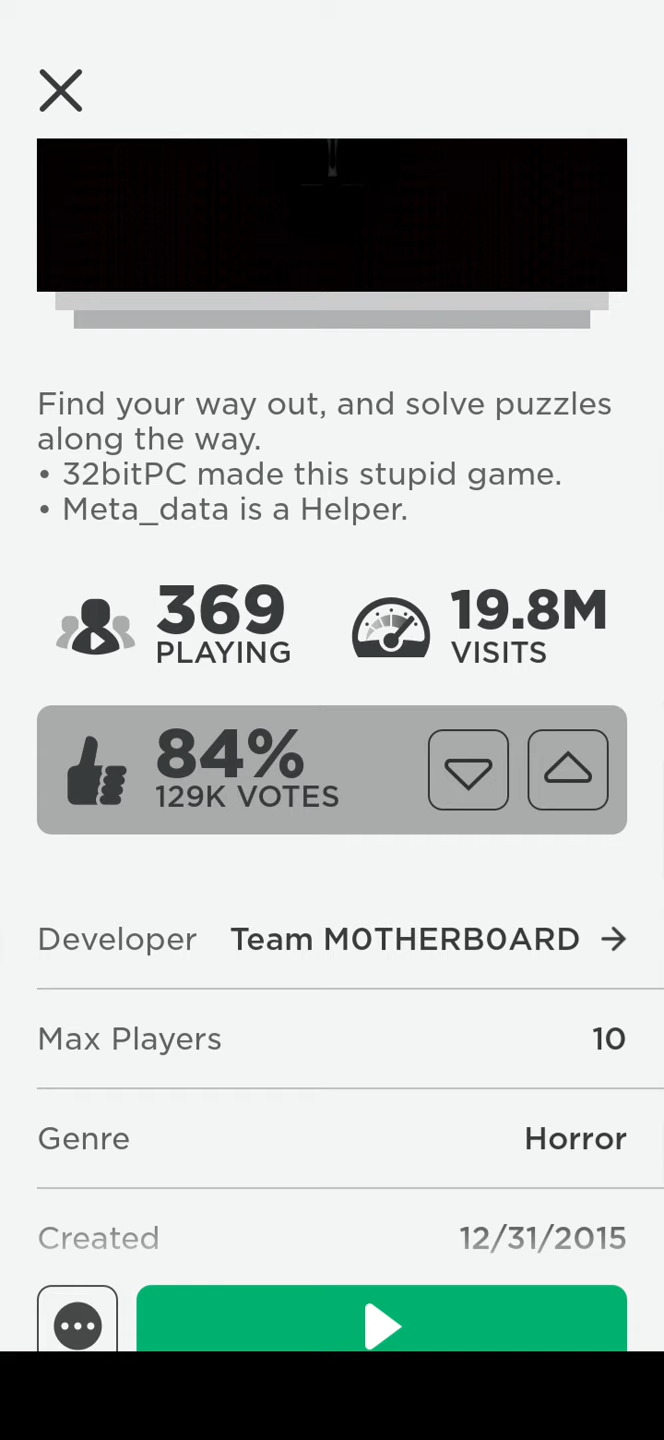 Find your way out, and solve puzzles
along the way.
• 32bitPC made this stupid game.
• Meta_data is a Helper.
369
PLAYING
19.8M
VISITS
84%
129K VOTES
Developer Team M0THERB0ARD →
Max Players 10
Genre Horror
Created 12/31/2015